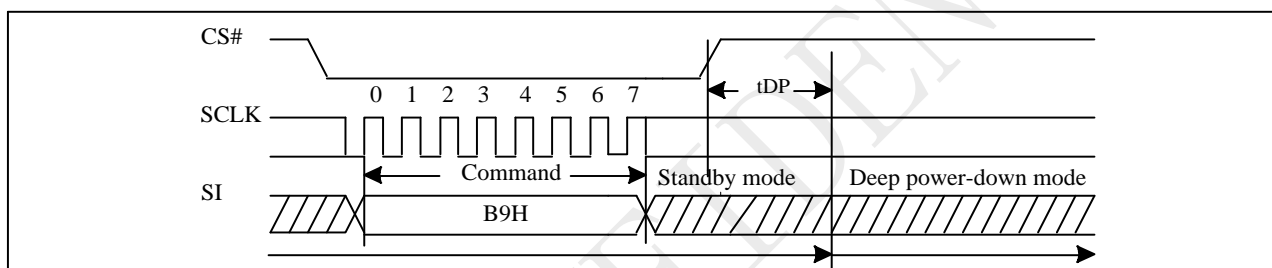 CS#
tDP
0 1 2 3 4 5 6 7
SCLK
Command
Standby mode
Deep power-down mode
SI
B9H